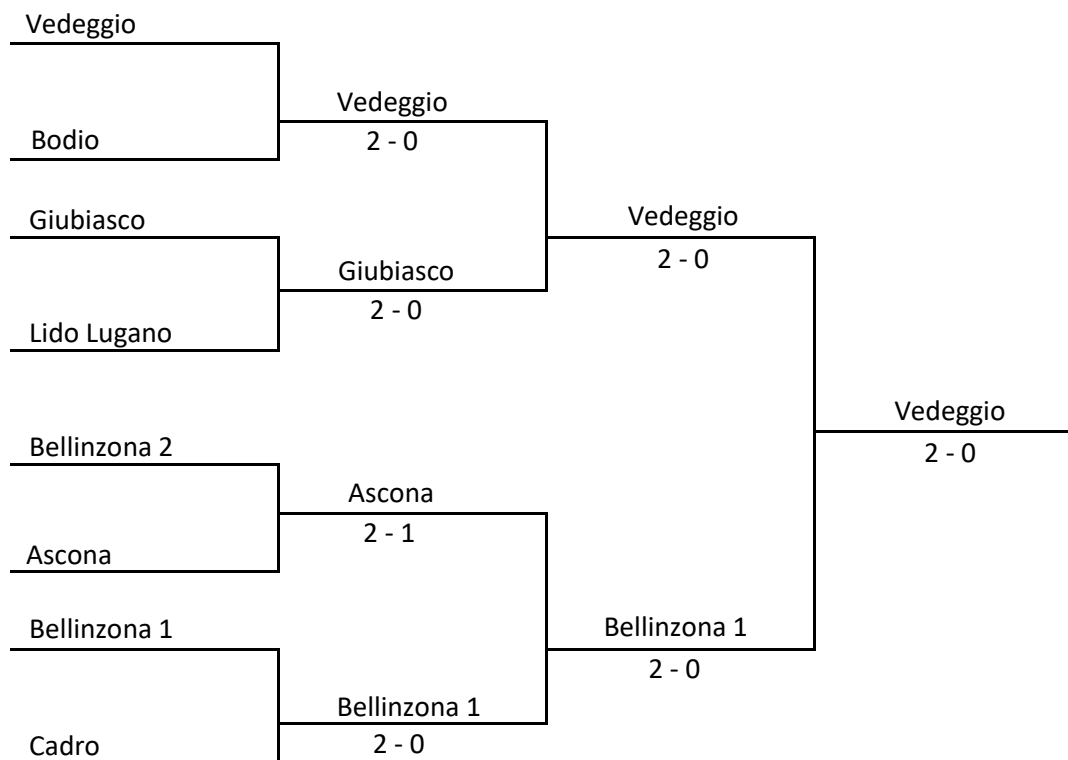 Vedeggio
Bodio
Giubiasco
Lido Lugano
Bellinzona 2
Ascona
Bellinzona 1
Cadro
Vedeggio
2 - 0
Giubiasco
2 - 0
Ascona
2 - 1
Bellinzona 1
2 - 0
Vedeggio
2 - 0
Bellinzona 1
2 - 0
Vedeggio
2 - 0